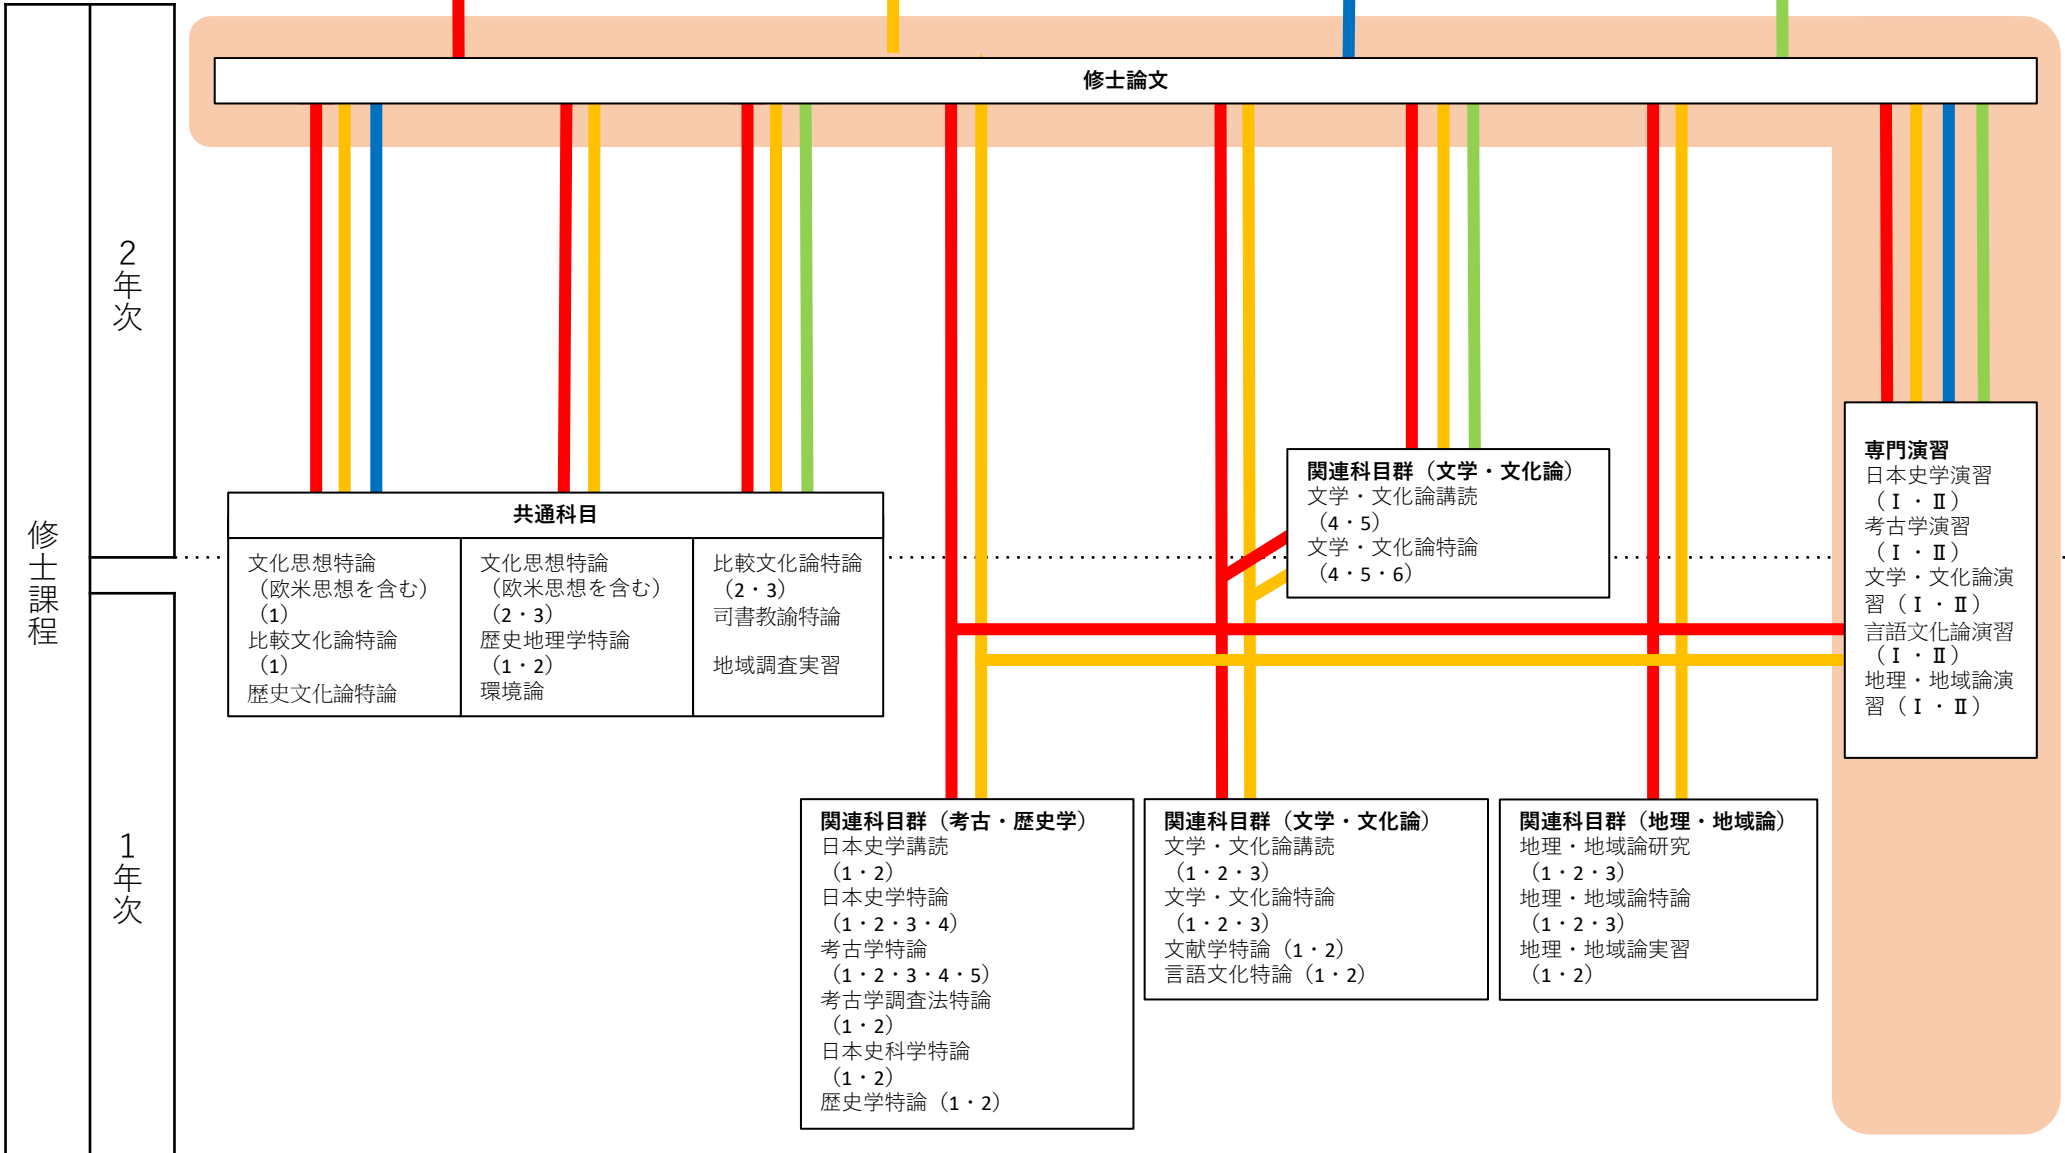 修士課程
2年次
1年次
修士論文
共通科目
文化思想特論
（欧米思想を含む）
（1）
比較文化論特論
（1）
歴史文化論特論
文化思想特論
（欧米思想を含む）
（2・3）
歴史地理学特論
（1・2）
環境論
比較文化論特論
（2・3）
司書教諭特論
地域調査実習
関連科目群（文学・文化論）
文学・文化論講読
（4・5）
文学・文化論特論
（4・5・6）
専門演習
日本史学演習
（Ⅰ・Ⅱ）
考古学演習
（Ⅰ・Ⅱ）
文学・文化論演
習（Ⅰ・Ⅱ）
言語文化論演習
（Ⅰ・Ⅱ）
地理・地域論演
習（Ⅰ・Ⅱ）
関連科目群（考古・歴史学）
日本史学講読
（1・2）
日本史学特論
（1・2・3・4）
考古学特論
（1・2・3・4・5）
考古学調査法特論
（1・2）
日本史科学特論
（1・2）
歴史学特論（1・2）
関連科目群（文学・文化論）
文学・文化論講読
（1・2・3）
文学・文化論特論
（1・2・3）
文献学特論（1・2）
言語文化特論（1・2）
関連科目群（地理・地域論）
地理・地域論研究
（1・2・3）
地理・地域論特論
（1・2・3）
地理・地域論実習
（1・2）